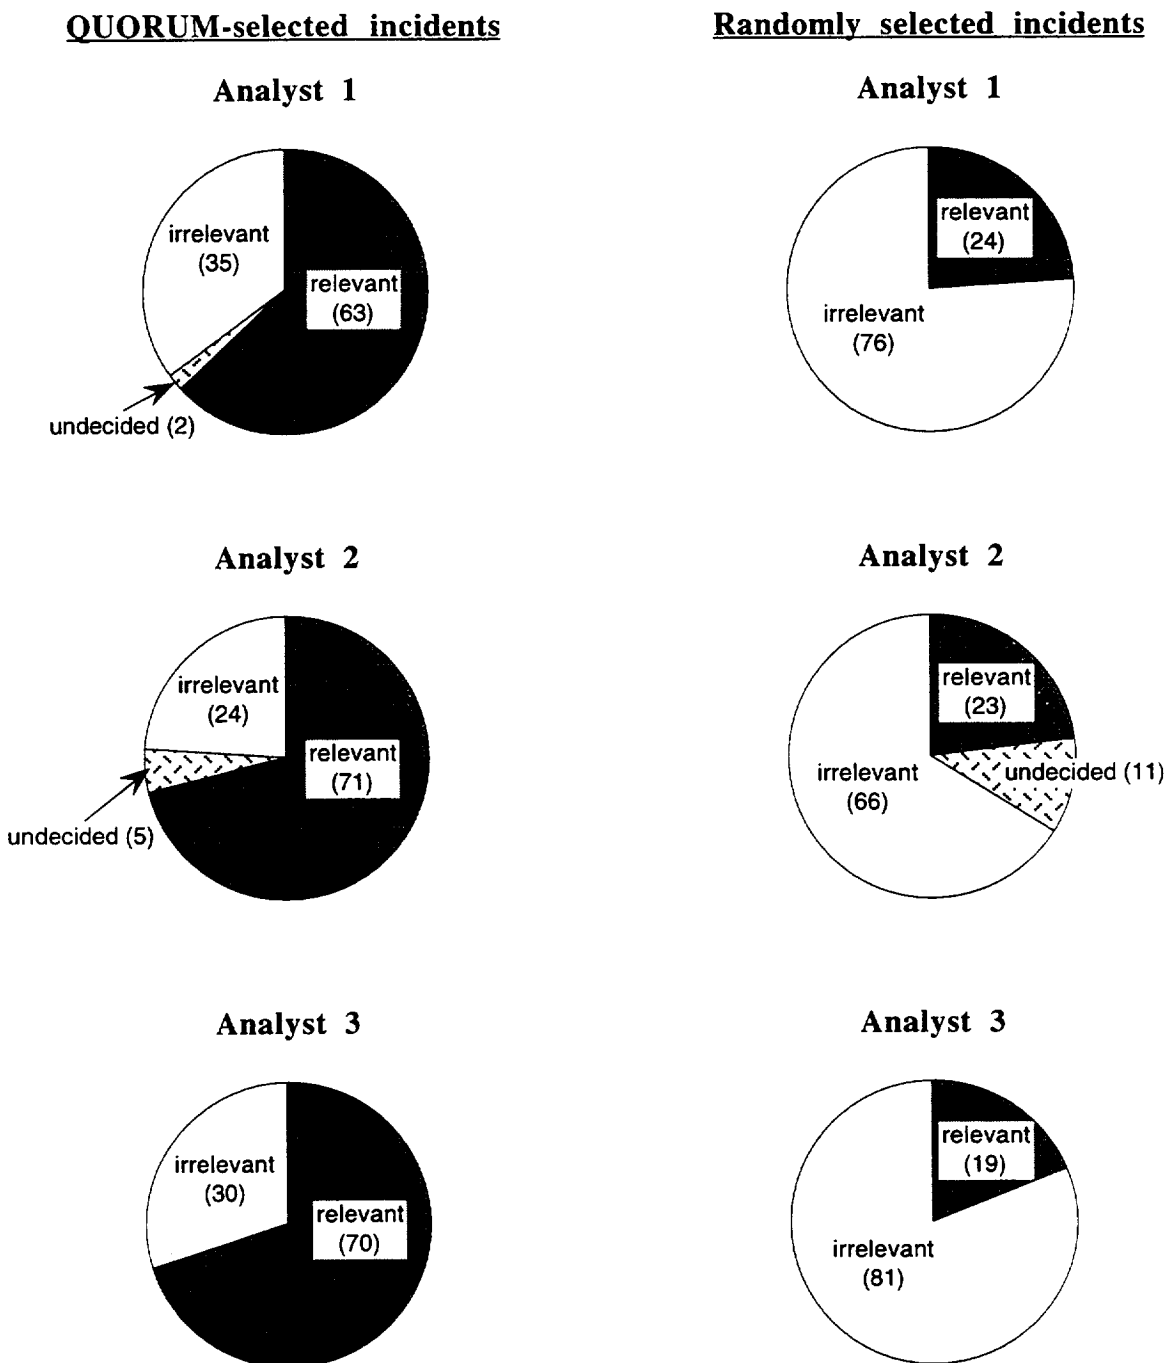 QUORUM-selected incidents
Randomly selected incidents
Analyst 1
irrelevant
(35)
relevant
(63)
undecided (2)
Analyst 1
relevant
(24)
irrelevant
(76)
Analyst 2
irrelevant
(24)
relevant
(71)
undecided (5)
Analyst 2
relevant
(23)
irrelevant
(66)
undecided (11)
Analyst 3
irrelevant
(30)
relevant
(70)
Analyst 3
relevant
(19)
irrelevant
(81)